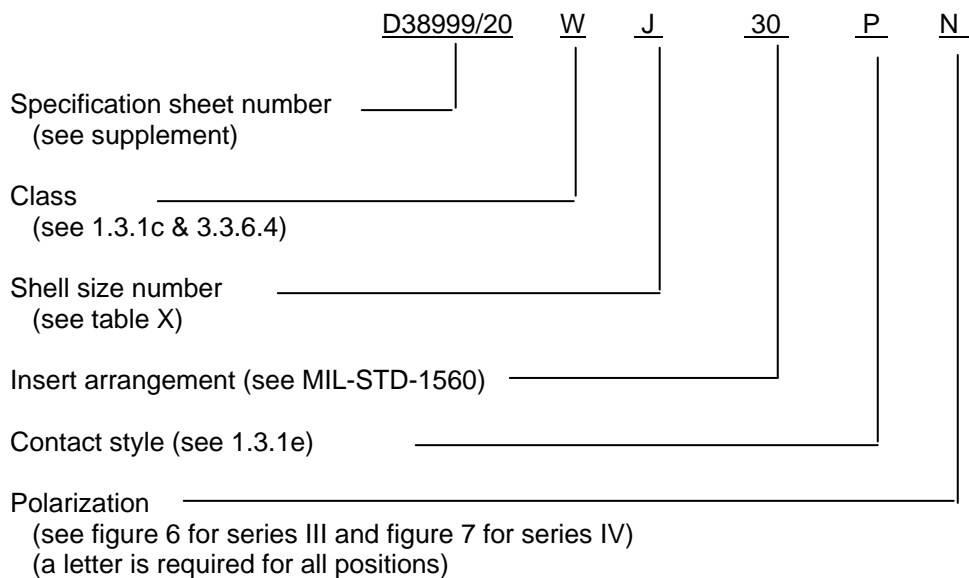 D38999/20 W J 30 P N
Specification sheet number
(see supplement)
Class
(see 1.3.1c & 3.3.6.4)
Shell size number
(see table X)
Insert arrangement (see MIL-STD-1560)
Contact style (see 1.3.1e)
Polarization
(see figure 6 for series III and figure 7 for series IV)
(a letter is required for all positions)